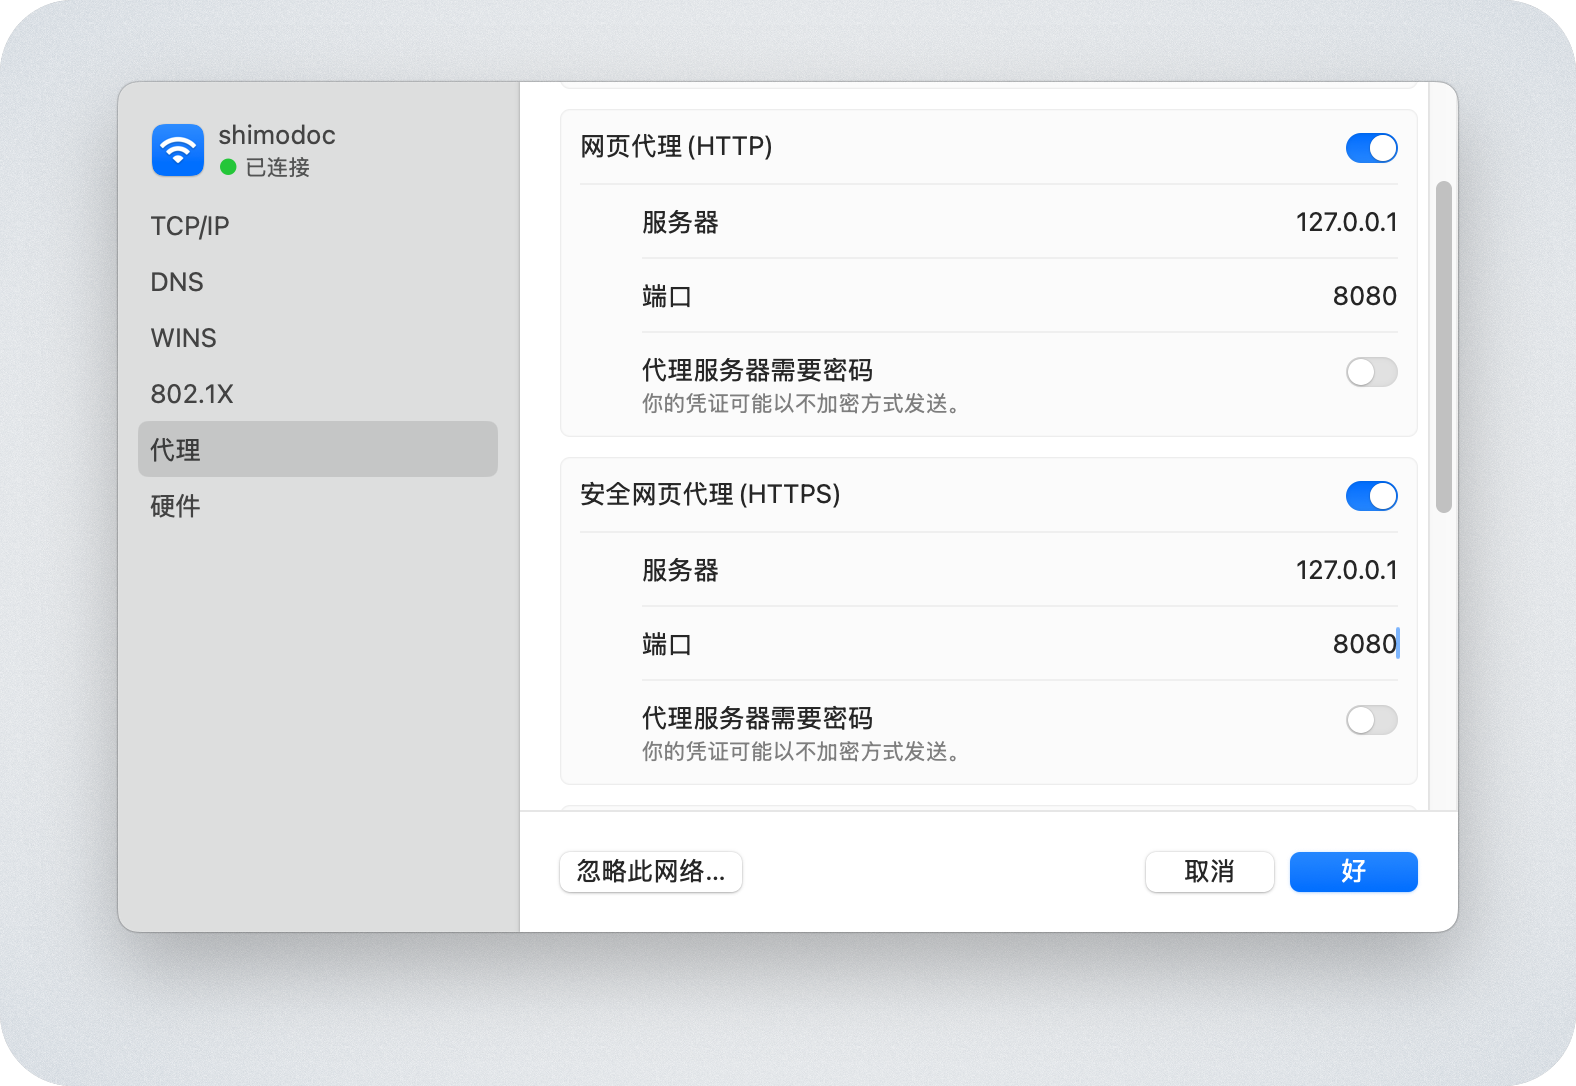 shimodoc
已连接
TCP/IP
DNS
WINS
802.1X
代理
硬件
网页代理 (HTTP)
服务器 127.0.0.1
端口 8080
代理服务器需要密码
你的凭证可能以不加密方式发送。
安全网页代理 (HTTPS)
服务器 127.0.0.1
端口 8080
代理服务器需要密码
你的凭证可能以不加密方式发送。
忽略此网络... 取消 好